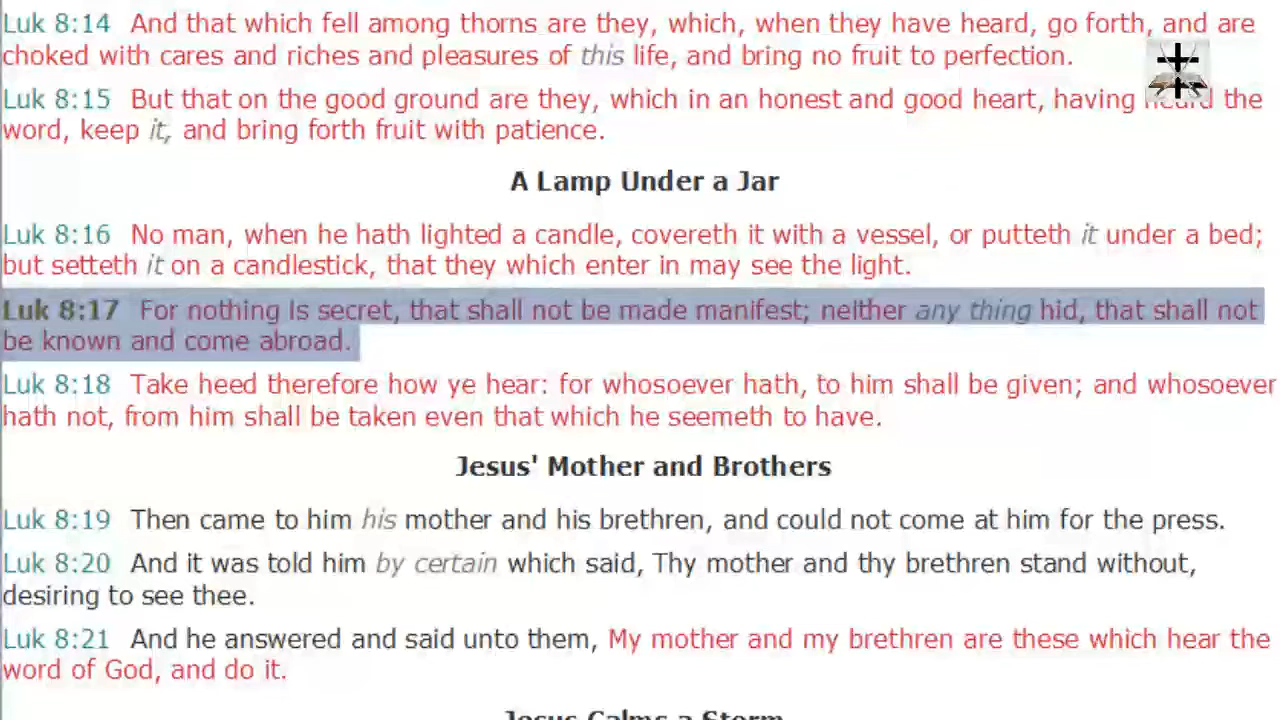 Luk 8:14 And that which fell among thorns are they, which, when they have heard, go forth, and are
choked with cares and riches and pleasures of this life, and bring no fruit to perfection.
Luk 8:15 But that on the good ground are they, which in an honest and good heart, having heard the
word, keep it, and bring forth fruit with patience.
A Lamp Under a Jar
Luk 8:16 No man, when he hath lighted a candle, covereth it with a vessel, or putteth it under a bed;
but setteth it on a candlestick, that they which enter in may see the light.
Luk 8:17 For nothing is secret, that shall not be made manifest; neither any thing hid, that shall not
be known and come abroad.
Luk 8:18 Take heed therefore how ye hear: for whosoever hath, to him shall be given; and whosoever
hath not, from him shall be taken even that which he seemeth to have.
Jesus' Mother and Brothers
Luk 8:19 Then came to him his mother and his brethren, and could not come at him for the press.
Luk 8:20 And it was told him by certain which said, Thy mother and thy brethren stand without,
desiring to see thee.
Luk 8:21 And he answered and said unto them, My mother and my brethren are these which hear the
word of God, and do it.
Jesus Calms a Storm